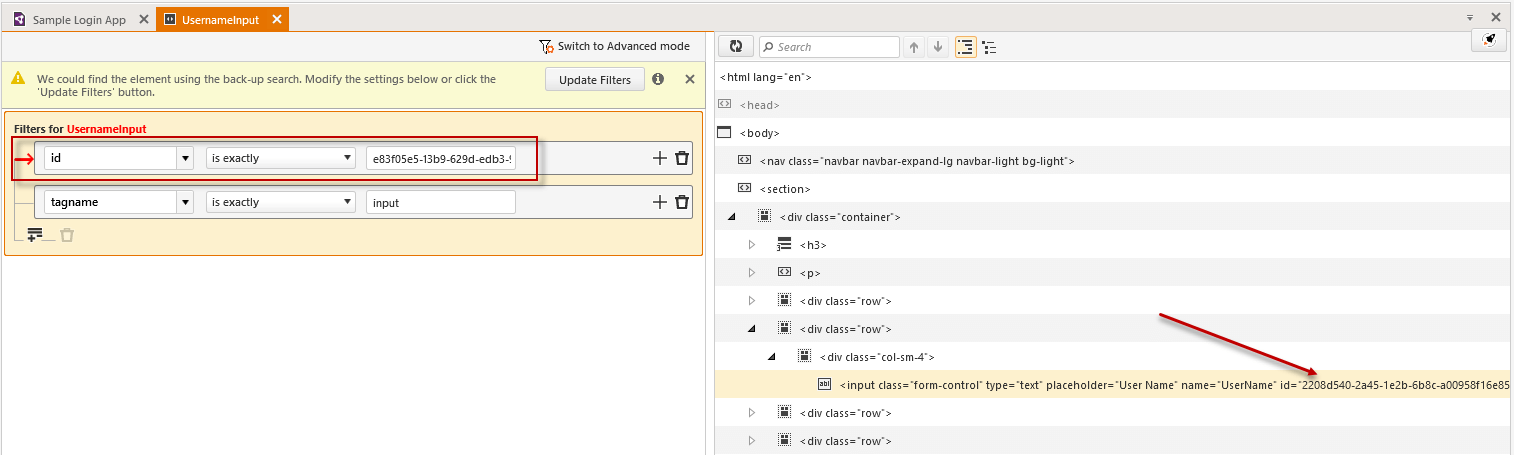 Sample Login App
UsernameInput
Switch to Advanced mode
We could find the element using the back-up search. Modify the settings below or click the
'Update Filters' button.
Update Filters
Filters for UsernameInput
id
is exactly
e83f05e5-13b9-629d-edb3-
tagname
is exactly
input
Search
<html lang="en">
<head>
<body>
<nav class="navbar navbar-expand-lg navbar-light bg-light">
<section>
<div class="container">
<h3>
<p>
<div class="row">
<div class="row">
<div class="col-sm-4">
abl
<input class="form-control" type="text" placeholder="User Name" name="UserName" id="2208d540-2a45-1e2b-6b8c-a00958f16e85
<div class="row">
<div class="row">